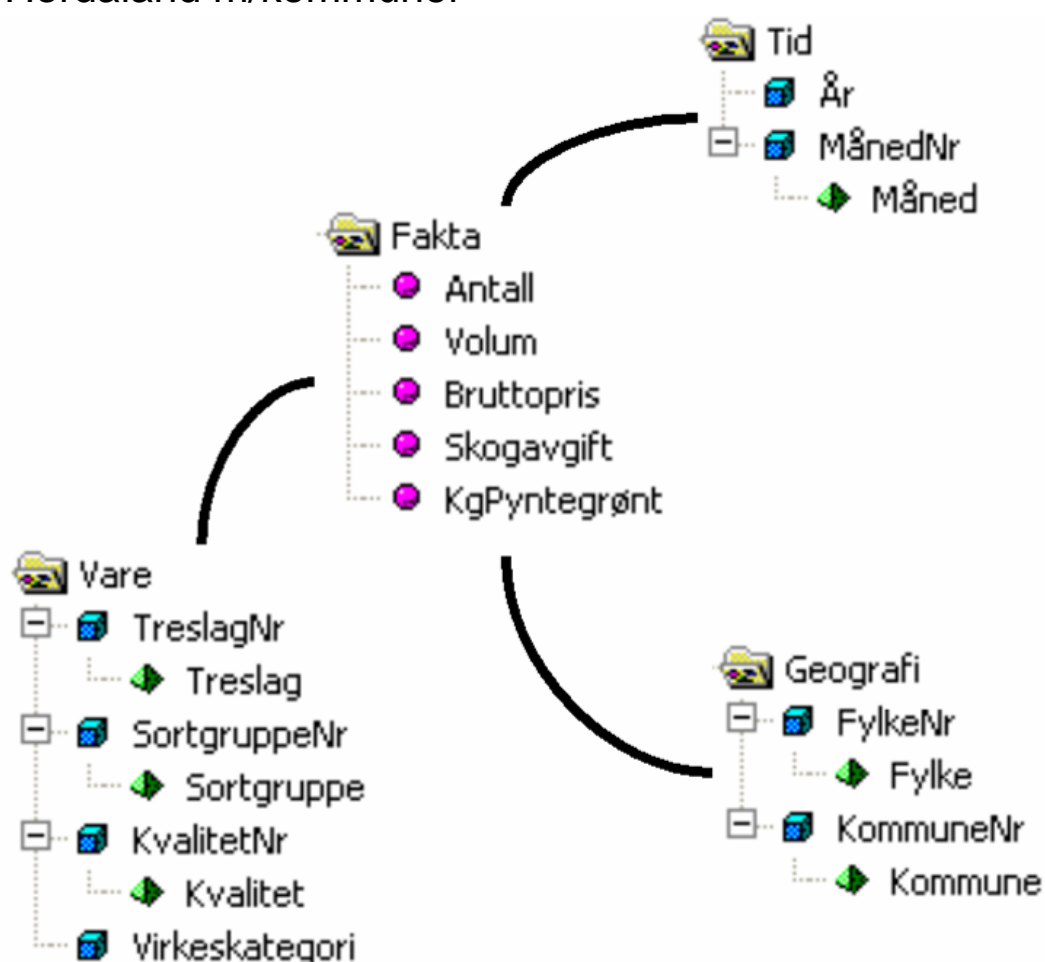 Hordaland m/kommuner
Tid
År
MånedNr
Måned
Fakta
Antall
Volum
Bruttopris
Skogavgift
KgPyntegrønt
Vare
TreslagNr
Treslag
SortgruppeNr
Sortgruppe
KvalitetNr
Kvalitet
Virkeskategori
Geografi
FylkeNr
Fylke
KommuneNr
Kommune